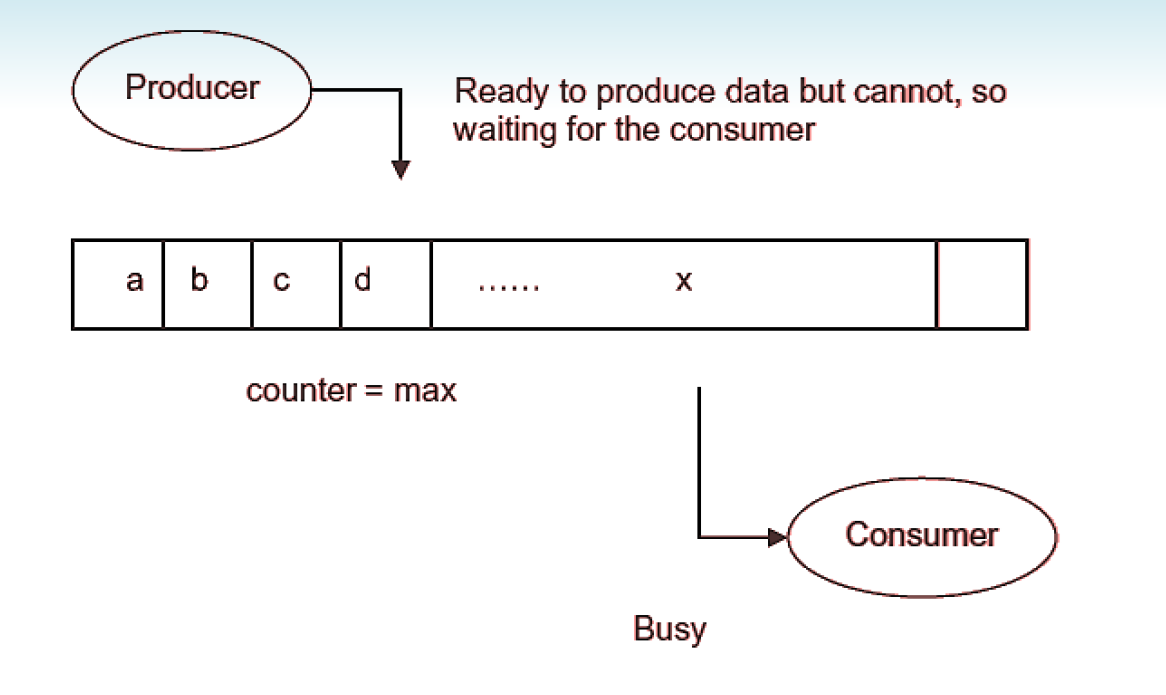 Producer
Ready to produce data but cannot, so
waiting for the consumer
a b c d ...... x
counter = max
Consumer
Busy